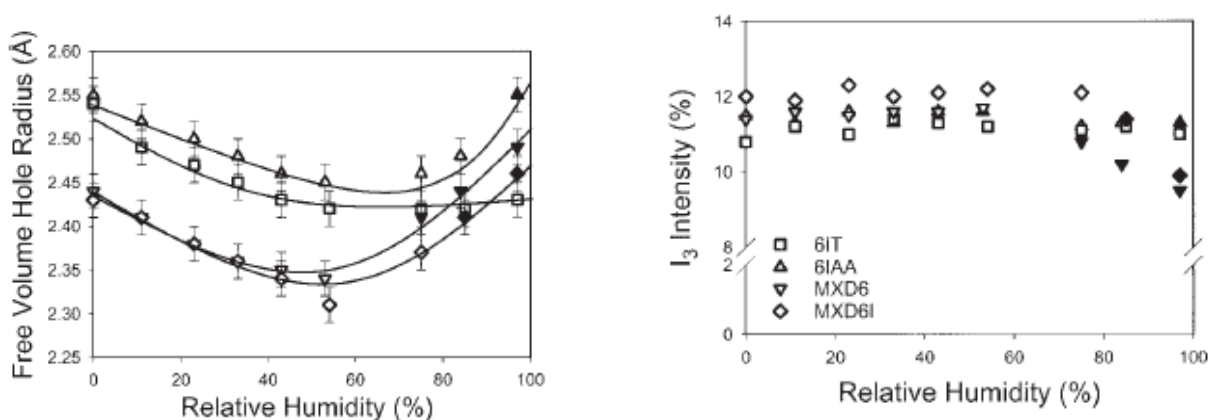 Free Volume Hole Radius (Å)
2.60
2.55
2.50
2.45
2.40
2.35
2.30
2.25
0 20 40 60 80 100
Relative Humidity (%)
I₃ Intensity (%)
14
12
10
8
2
0
6IT
6IAA
MXD6
MXD6I
0 20 40 60 80 100
Relative Humidity (%)